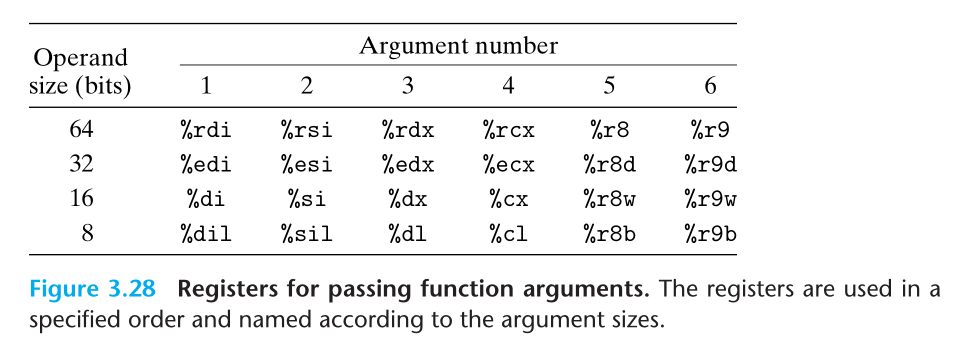 Operand size (bits) Argument number
1 2 3 4 5 6
64 %rdi %rsi %rdx %rcx %r8 %r9
32 %edi %esi %edx %ecx %r8d %r9d
16 %di %si %dx %cx %r8w %r9w
8 %dil %sil %dl %cl %r8b %r9b
Figure 3.28 Registers for passing function arguments. The registers are used in a
specified order and named according to the argument sizes.